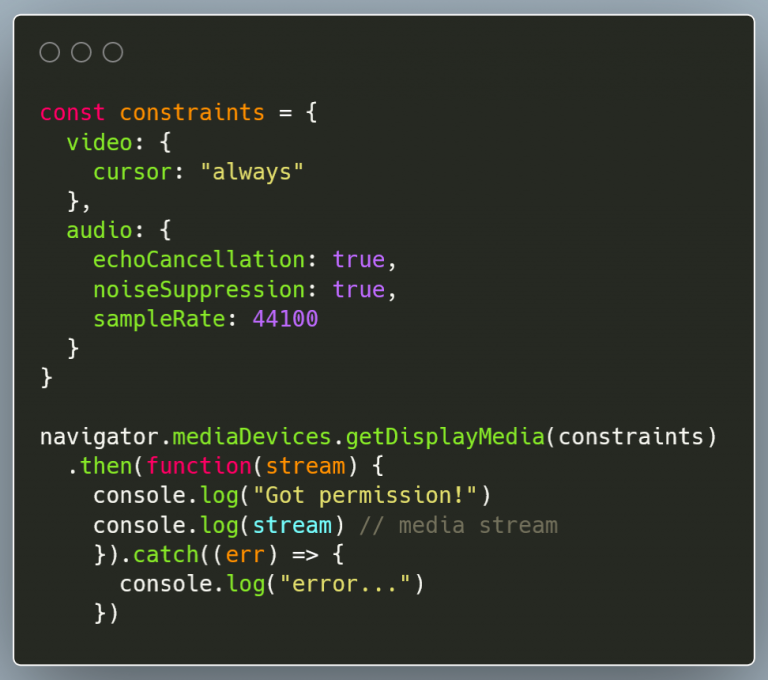 const constraints = {
  video: {
    cursor: "always"
  },
  audio: {
    echoCancellation: true,
    noiseSuppression: true,
    sampleRate: 44100
  }
}

navigator.mediaDevices.getDisplayMedia(constraints)
  .then(function(stream) {
    console.log("Got permission!")
    console.log(stream) // media stream
    }).catch((err) => {
      console.log("error...")
    })